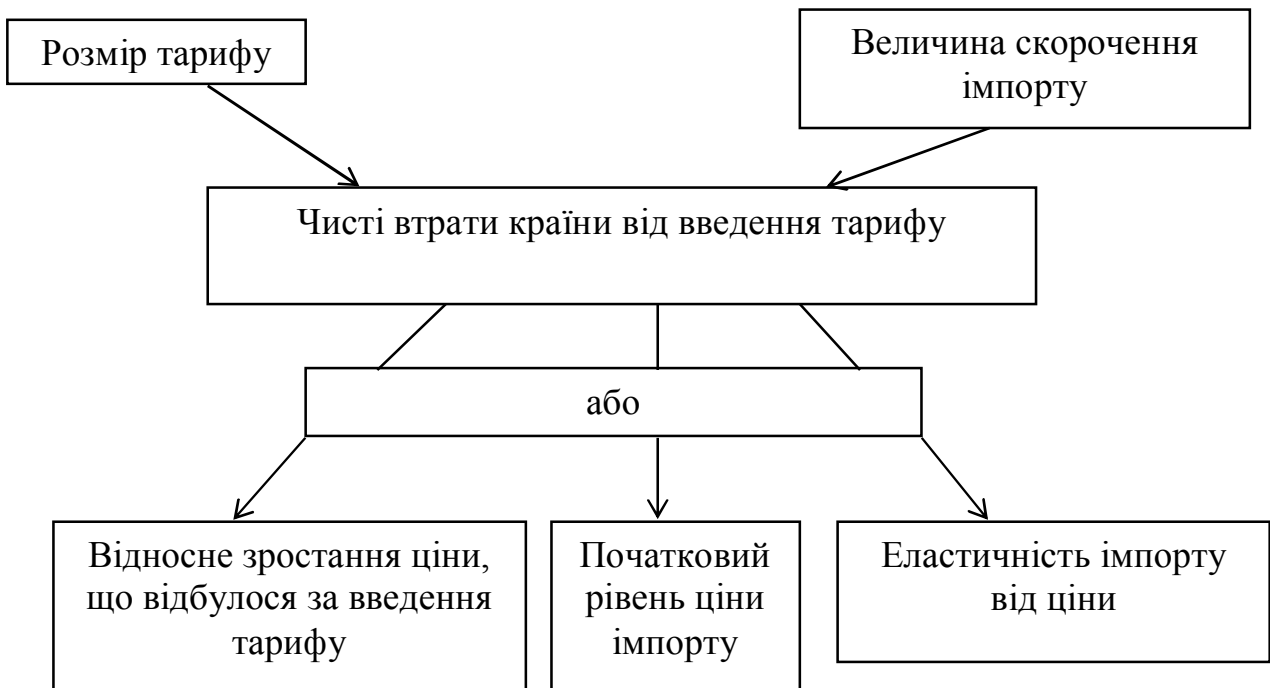 Розмір тарифу
Величина скорочення
імпорту
Чисті втрати країни від введення тарифу
або
Відносне зростання ціни,
що відбулося за введення
тарифу
Початковий
рівень ціни
імпорту
Еластичність імпорту
від ціни